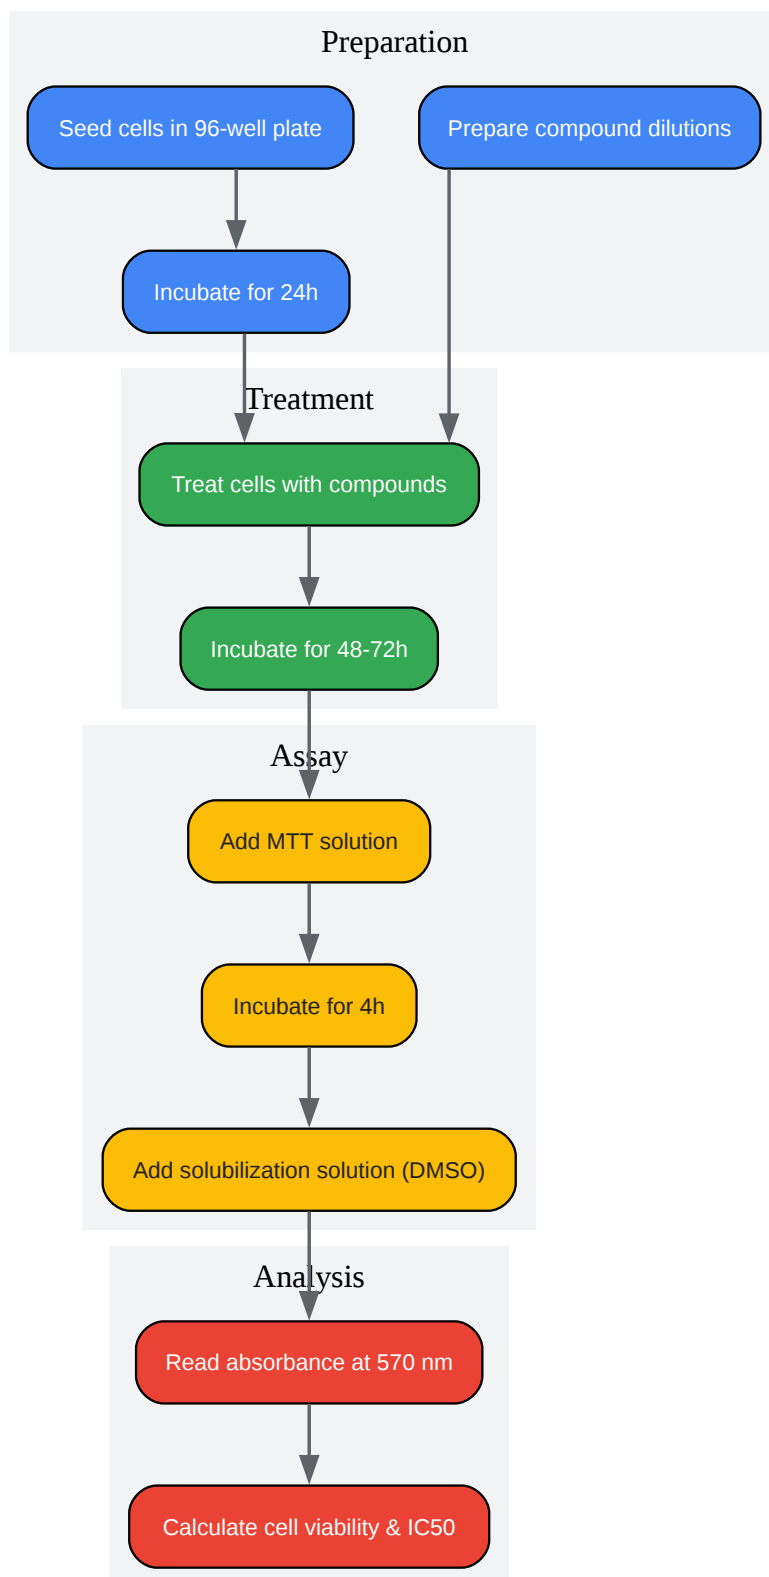 Preparation
Seed cells in 96-well plate
Prepare compound dilutions
Incubate for 24h
Treatment
Treat cells with compounds
Incubate for 48-72h
Assay
Add MTT solution
Incubate for 4h
Add solubilization solution (DMSO)
Analysis
Read absorbance at 570 nm
Calculate cell viability & IC50